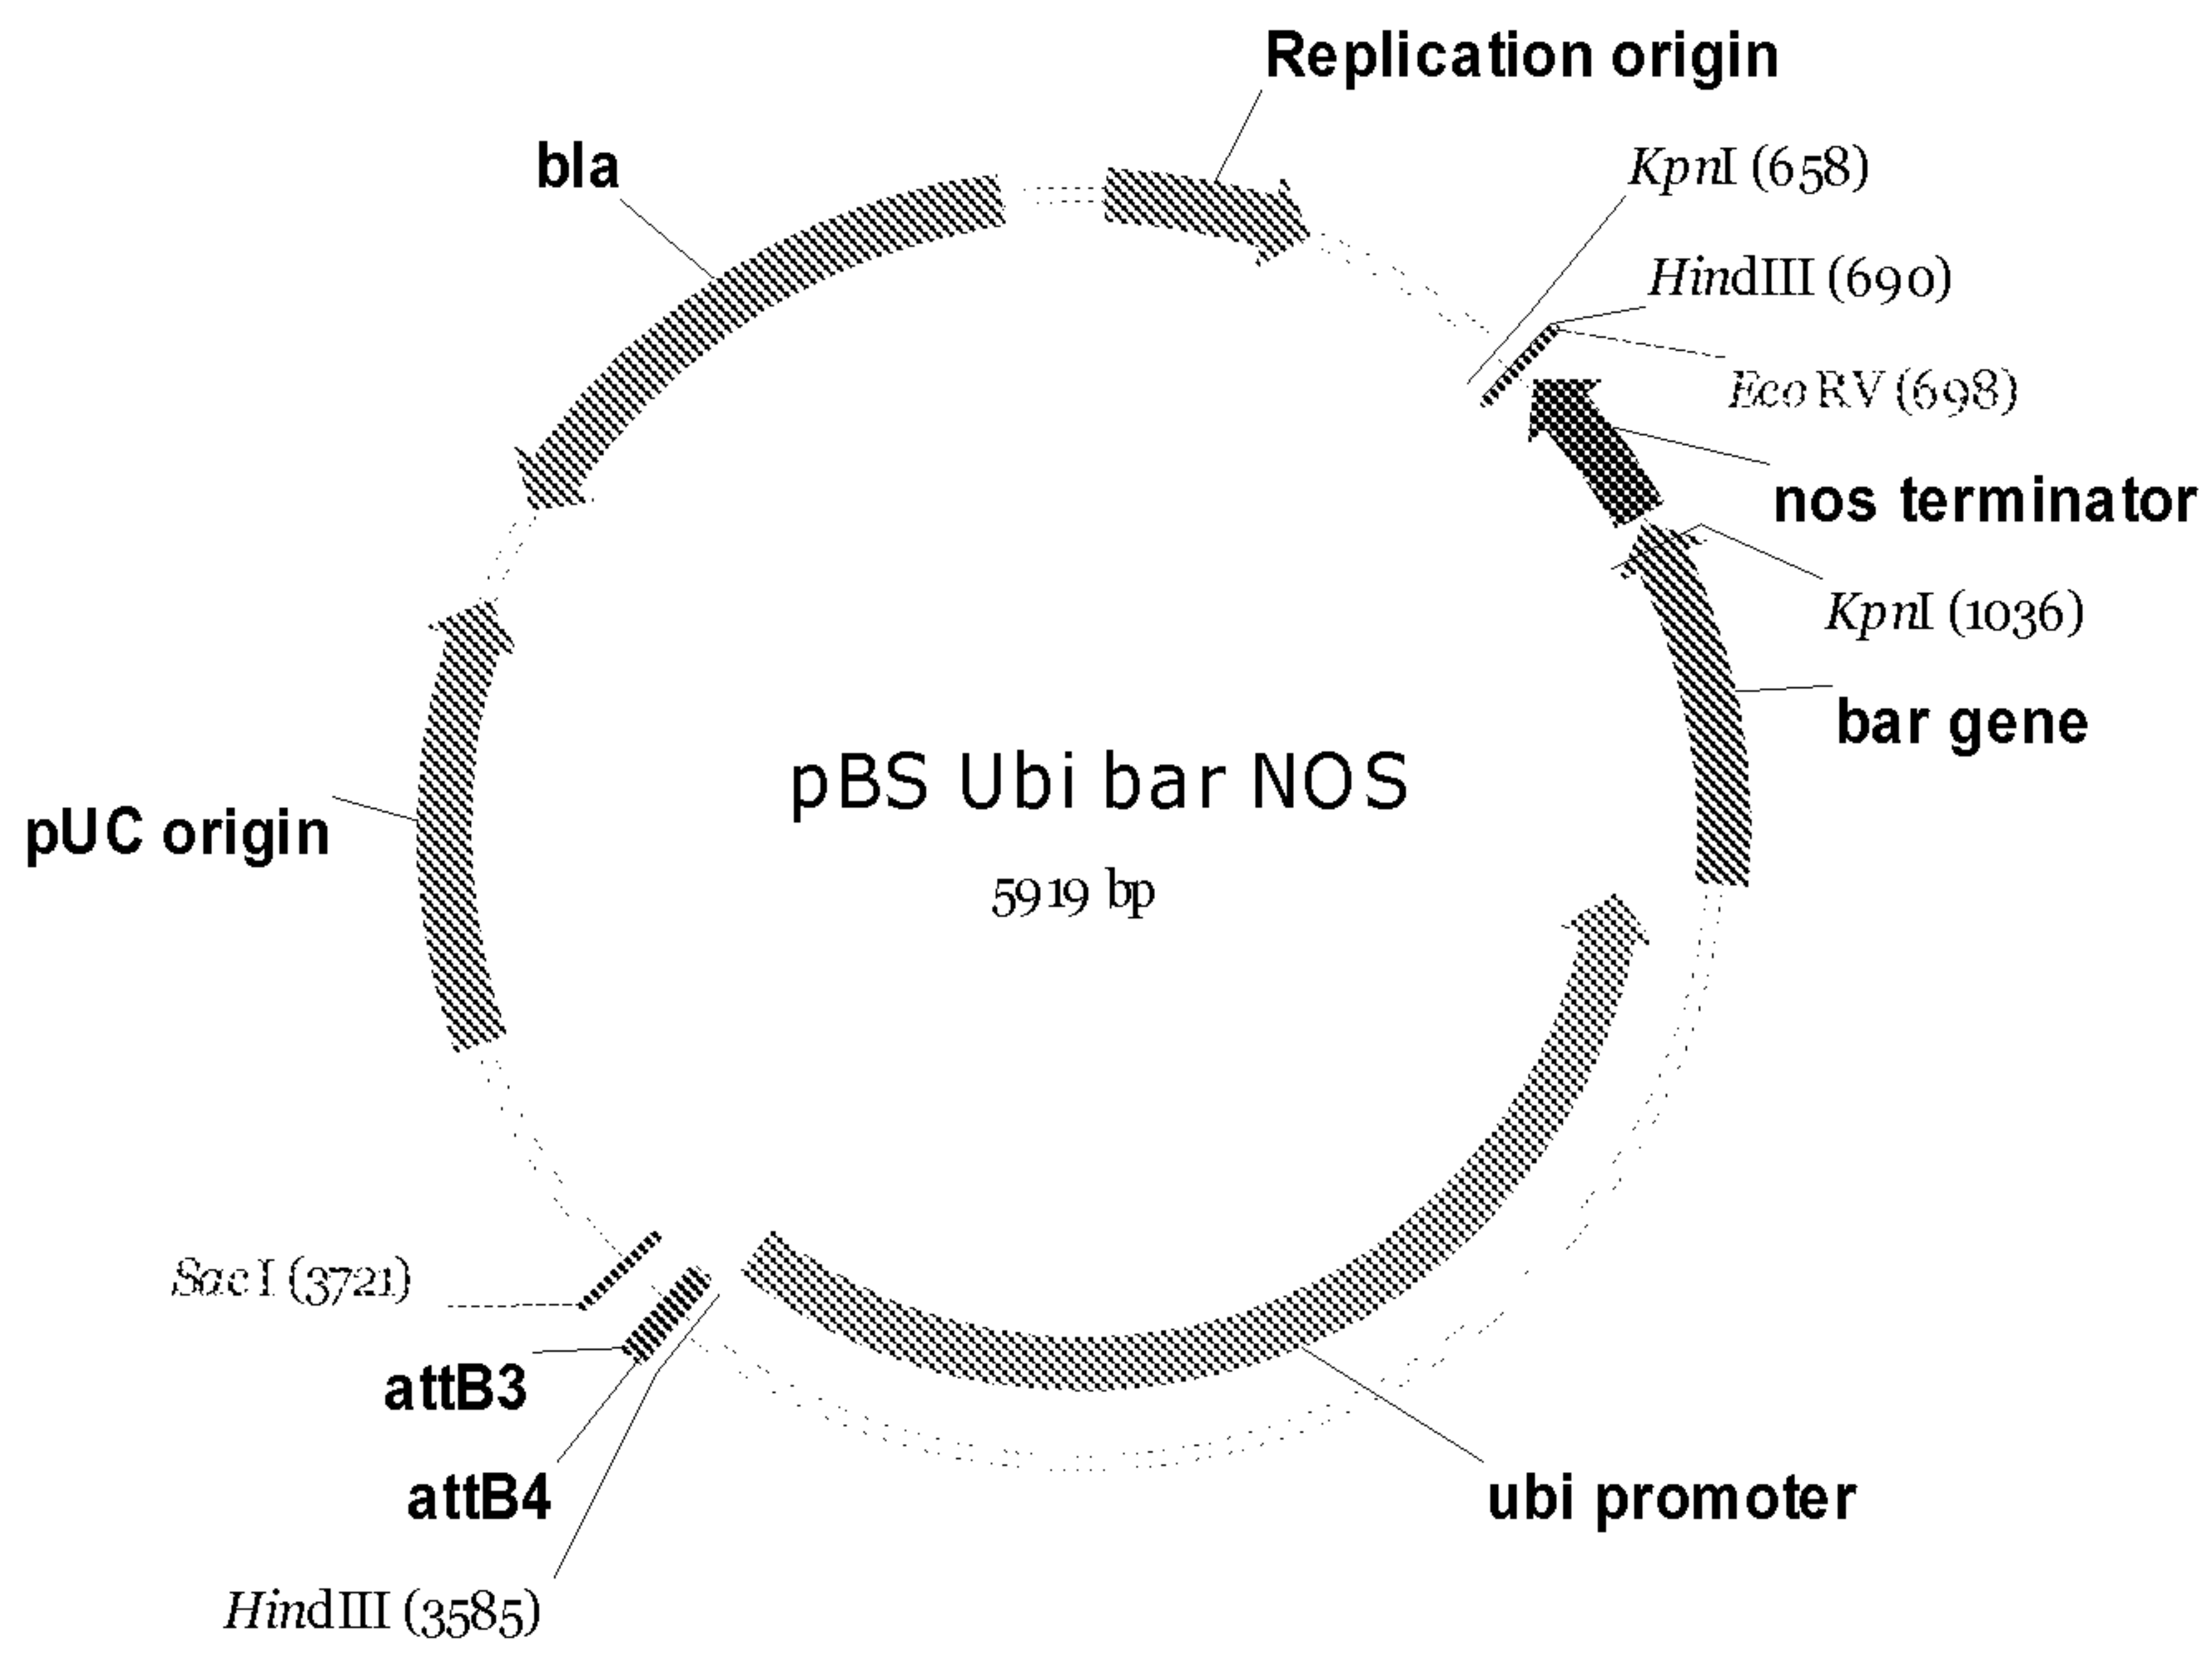 Replication origin
bla
KpnI (658)
HindIII (690)
EcoRV (698)
nos terminator
KpnI (1036)
bar gene
pBS Ubi bar NOS
5919 bp
pUC origin
SacI (3721)
attB3
attB4
ubi promoter
HindIII (3585)